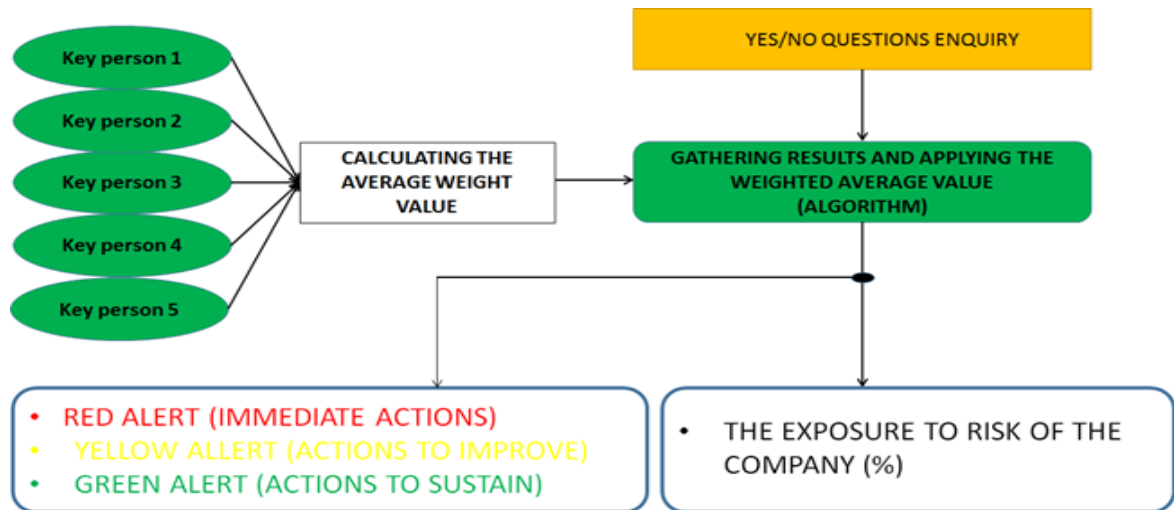 Key person 1
Key person 2
Key person 3
Key person 4
Key person 5
CALCULATING THE
AVERAGE WEIGHT
VALUE
YES/NO QUESTIONS ENQUIRY
GATHERING RESULTS AND APPLYING THE
WEIGHTED AVERAGE VALUE
(ALGORITHM)
• RED ALERT (IMMEDIATE ACTIONS)
• YELLOW ALLERT (ACTIONS TO IMPROVE)
• GREEN ALERT (ACTIONS TO SUSTAIN)
• THE EXPOSURE TO RISK OF THE
COMPANY (%)